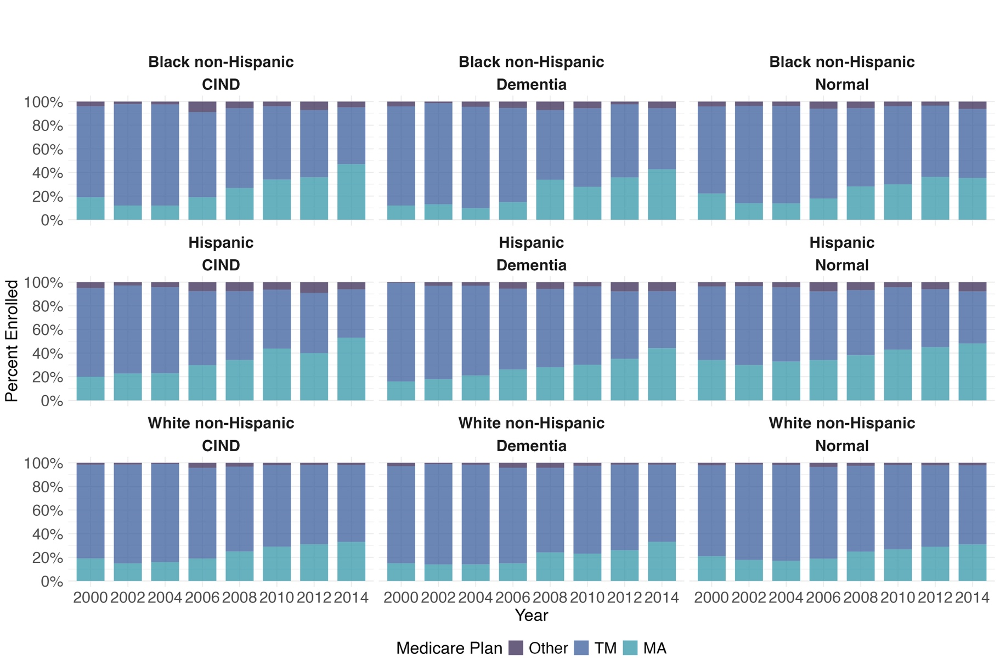 Black non-Hispanic Black non-Hispanic Black non-Hispanic
CIND Dementia Normal
100%
80%
60%
40%
20%
0%
Hispanic Hispanic Hispanic
CIND Dementia Normal
100%
80%
60%
40%
20%
0%
Percent Enrolled
White non-Hispanic White non-Hispanic White non-Hispanic
CIND Dementia Normal
100%
80%
60%
40%
20%
0%
2000 2002 2004 2006 2008 2010 2012 2014 2000 2002 2004 2006 2008 2010 2012 2014 2000 2002 2004 2006 2008 2010 2012 2014
Year
Medicare Plan Other TM MA